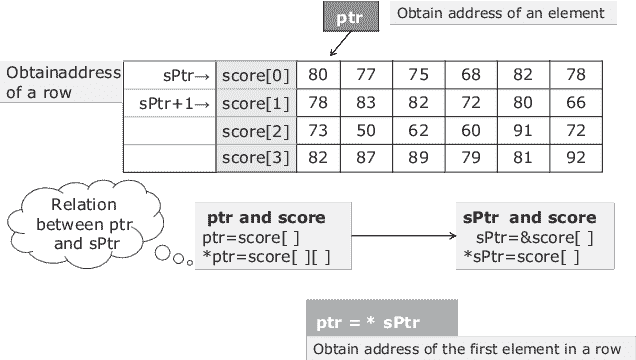 ptr
Obtain address of an element
Obtainaddress
of a row
sPtr→ score[0] 80 77 75 68 82 78
sPtr+1→ score[1] 78 83 82 72 80 66
score[2] 73 50 62 60 91 72
score[3] 82 87 89 79 81 92
Relation
between ptr
and sPtr
ptr and score
ptr=score[ ]
*ptr=score[ ][ ]
sPtr and score
sPtr=&score[ ]
*sPtr=score[ ]
ptr = * sPtr
Obtain address of the first element in a row